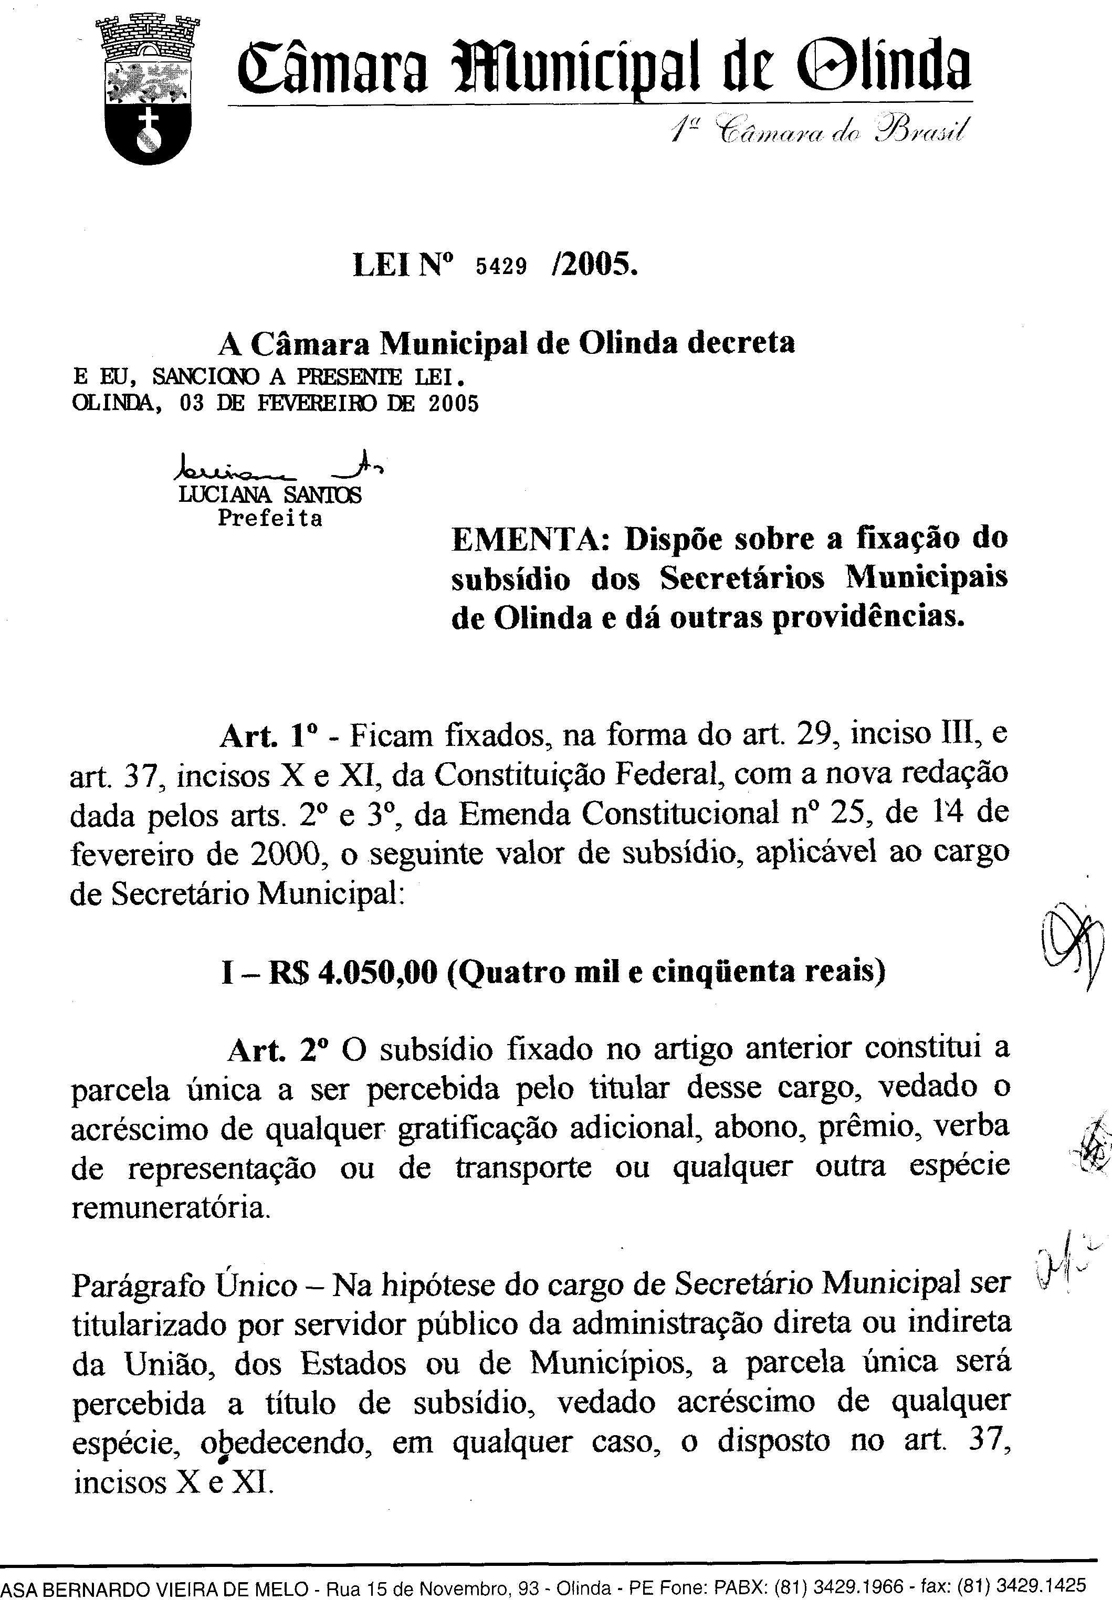 Câmara Municipal de Olinda
1ª Câmara do Brasil
LEI Nº 5429 /2005.
A Câmara Municipal de Olinda decreta
E EU, SANCIONO A PRESENTE LEI.
OLINDA, 03 DE FEVEREIRO DE 2005
LUCIANA SANTOS
Prefeita
EMENTA: Dispõe sobre a fixação do
subsídio dos Secretários Municipais
de Olinda e dá outras providências.
Art. 1º - Ficam fixados, na forma do art. 29, inciso III, e
art. 37, incisos X e XI, da Constituição Federal, com a nova redação
dada pelos arts. 2º e 3º, da Emenda Constitucional nº 25, de 14 de
fevereiro de 2000, o seguinte valor de subsídio, aplicável ao cargo
de Secretário Municipal:
I – R$ 4.050,00 (Quatro mil e cinqüenta reais)
Art. 2º O subsídio fixado no artigo anterior constitui a
parcela única a ser percebida pelo titular desse cargo, vedado o
acréscimo de qualquer gratificação adicional, abono, prêmio, verba
de representação ou de transporte ou qualquer outra espécie
remuneratória.
Parágrafo Único – Na hipótese do cargo de Secretário Municipal ser
titularizado por servidor público da administração direta ou indireta
da União, dos Estados ou de Municípios, a parcela única será
percebida a título de subsídio, vedado acréscimo de qualquer
espécie, obedecendo, em qualquer caso, o disposto no art. 37,
incisos X e XI.
ASA BERNARDO VIEIRA DE MELO - Rua 15 de Novembro, 93 - Olinda - PE Fone: PABX: (81) 3429.1966 - fax: (81) 3429.1425